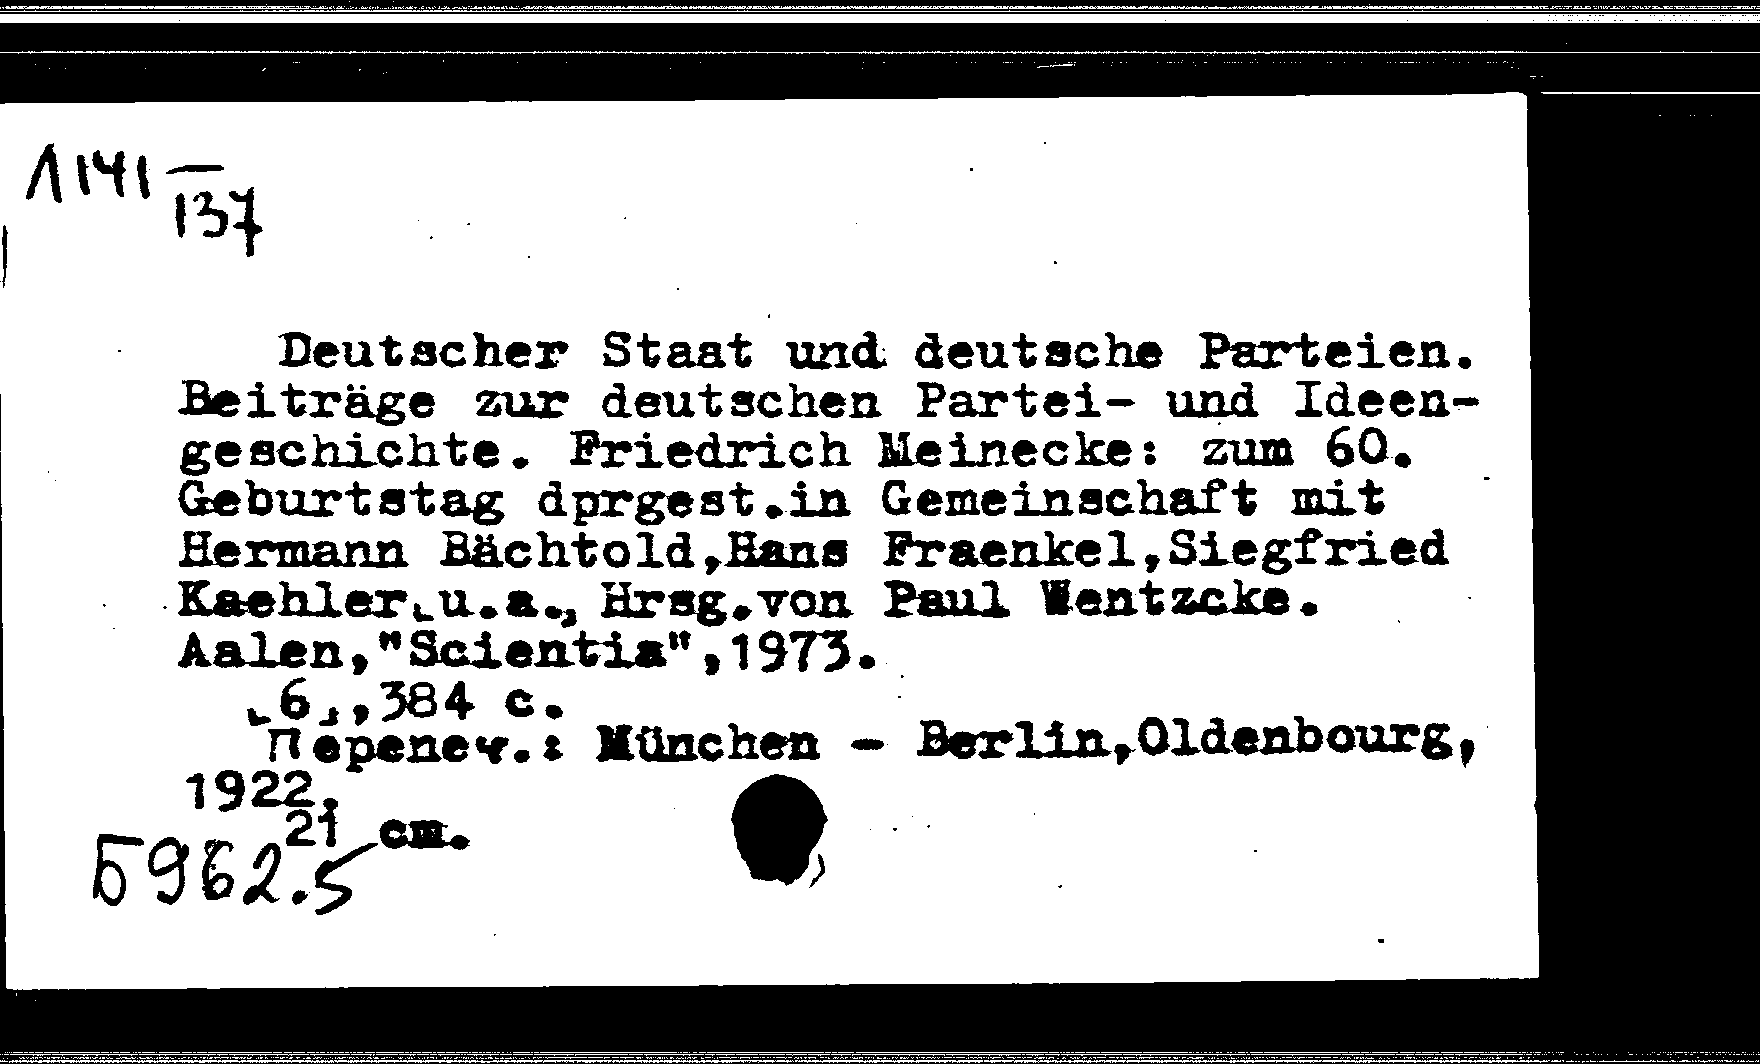 Л141—
137
Deutscher Staat und deutsche Parteien.
Beiträge zur deutschen Partei- und Ideen-
geschichte. Friedrich Meinecke: zum 60.
Geburtstag dprgest.in Gemeinschaft mit
Hermann Bächtold,Hans Fraenkel,Siegfried
Kaehler˻u.a., Hrsg.von Paul Wentzcke.
Aalen,"Scientia",1973.
˻6˼,384 с.
Перепеч.: München - Berlin,Oldenbourg,
1922.
21 cm.
Б962.5